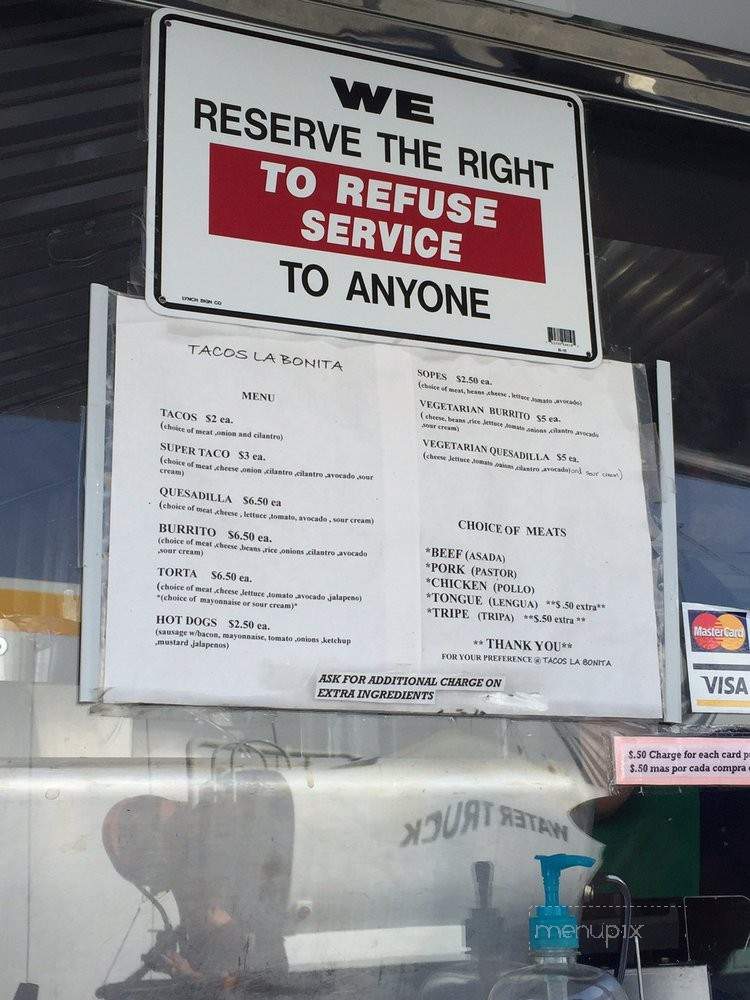 WE
RESERVE THE RIGHT
TO REFUSE
SERVICE
TO ANYONE
LYNCH SIGN CO
TACOS LA BONITA
MENU
TACOS $2 ea.
(choice of meat ,onion and cilantro)
SUPER TACO $3 ea.
(choice of meat ,cheese ,onion ,cilantro ,cilantro ,avocado ,sour
cream)
QUESADILLA $6.50 ea
(choice of meat ,cheese , lettuce ,tomato, avocado , sour cream)
BURRITO $6.50 ea.
(choice of meat ,cheese ,beans ,rice ,onions ,cilantro ,avocado
,sour cream)
TORTA $6.50 ea.
(choice of meat ,cheese ,lettuce ,tomato ,avocado ,jalapeno)
*(choice of mayonnaise or sour cream)*
HOT DOGS $2.50 ea.
(sausage w/bacon, mayonnaise, tomato ,onions ,ketchup
,mustard ,jalapenos)
SOPES $2.50 ea.
(choice of meat, beans ,cheese , lettuce ,tomato ,avocado)
VEGETARIAN BURRITO $5 ea.
( cheese, beans ,rice ,lettuce ,tomato ,onions ,cilantro ,avocado
,sour cream)
VEGETARIAN QUESADILLA $5 ea.
(cheese ,lettuce ,tomato ,onions ,cilantro ,avocado)(and sour cream)
CHOICE OF MEATS
*BEEF (ASADA)
*PORK (PASTOR)
*CHICKEN (POLLO)
*TONGUE (LENGUA) **$.50 extra**
*TRIPE (TRIPA) **$.50 extra **
** THANK YOU**
FOR YOUR PREFERENCE @ TACOS LA BONITA
ASK FOR ADDITIONAL CHARGE ON
EXTRA INGREDIENTS
MasterCard
VISA
$.50 Charge for each card
$.50 mas por cada compra
WATER TRUCK
menupix